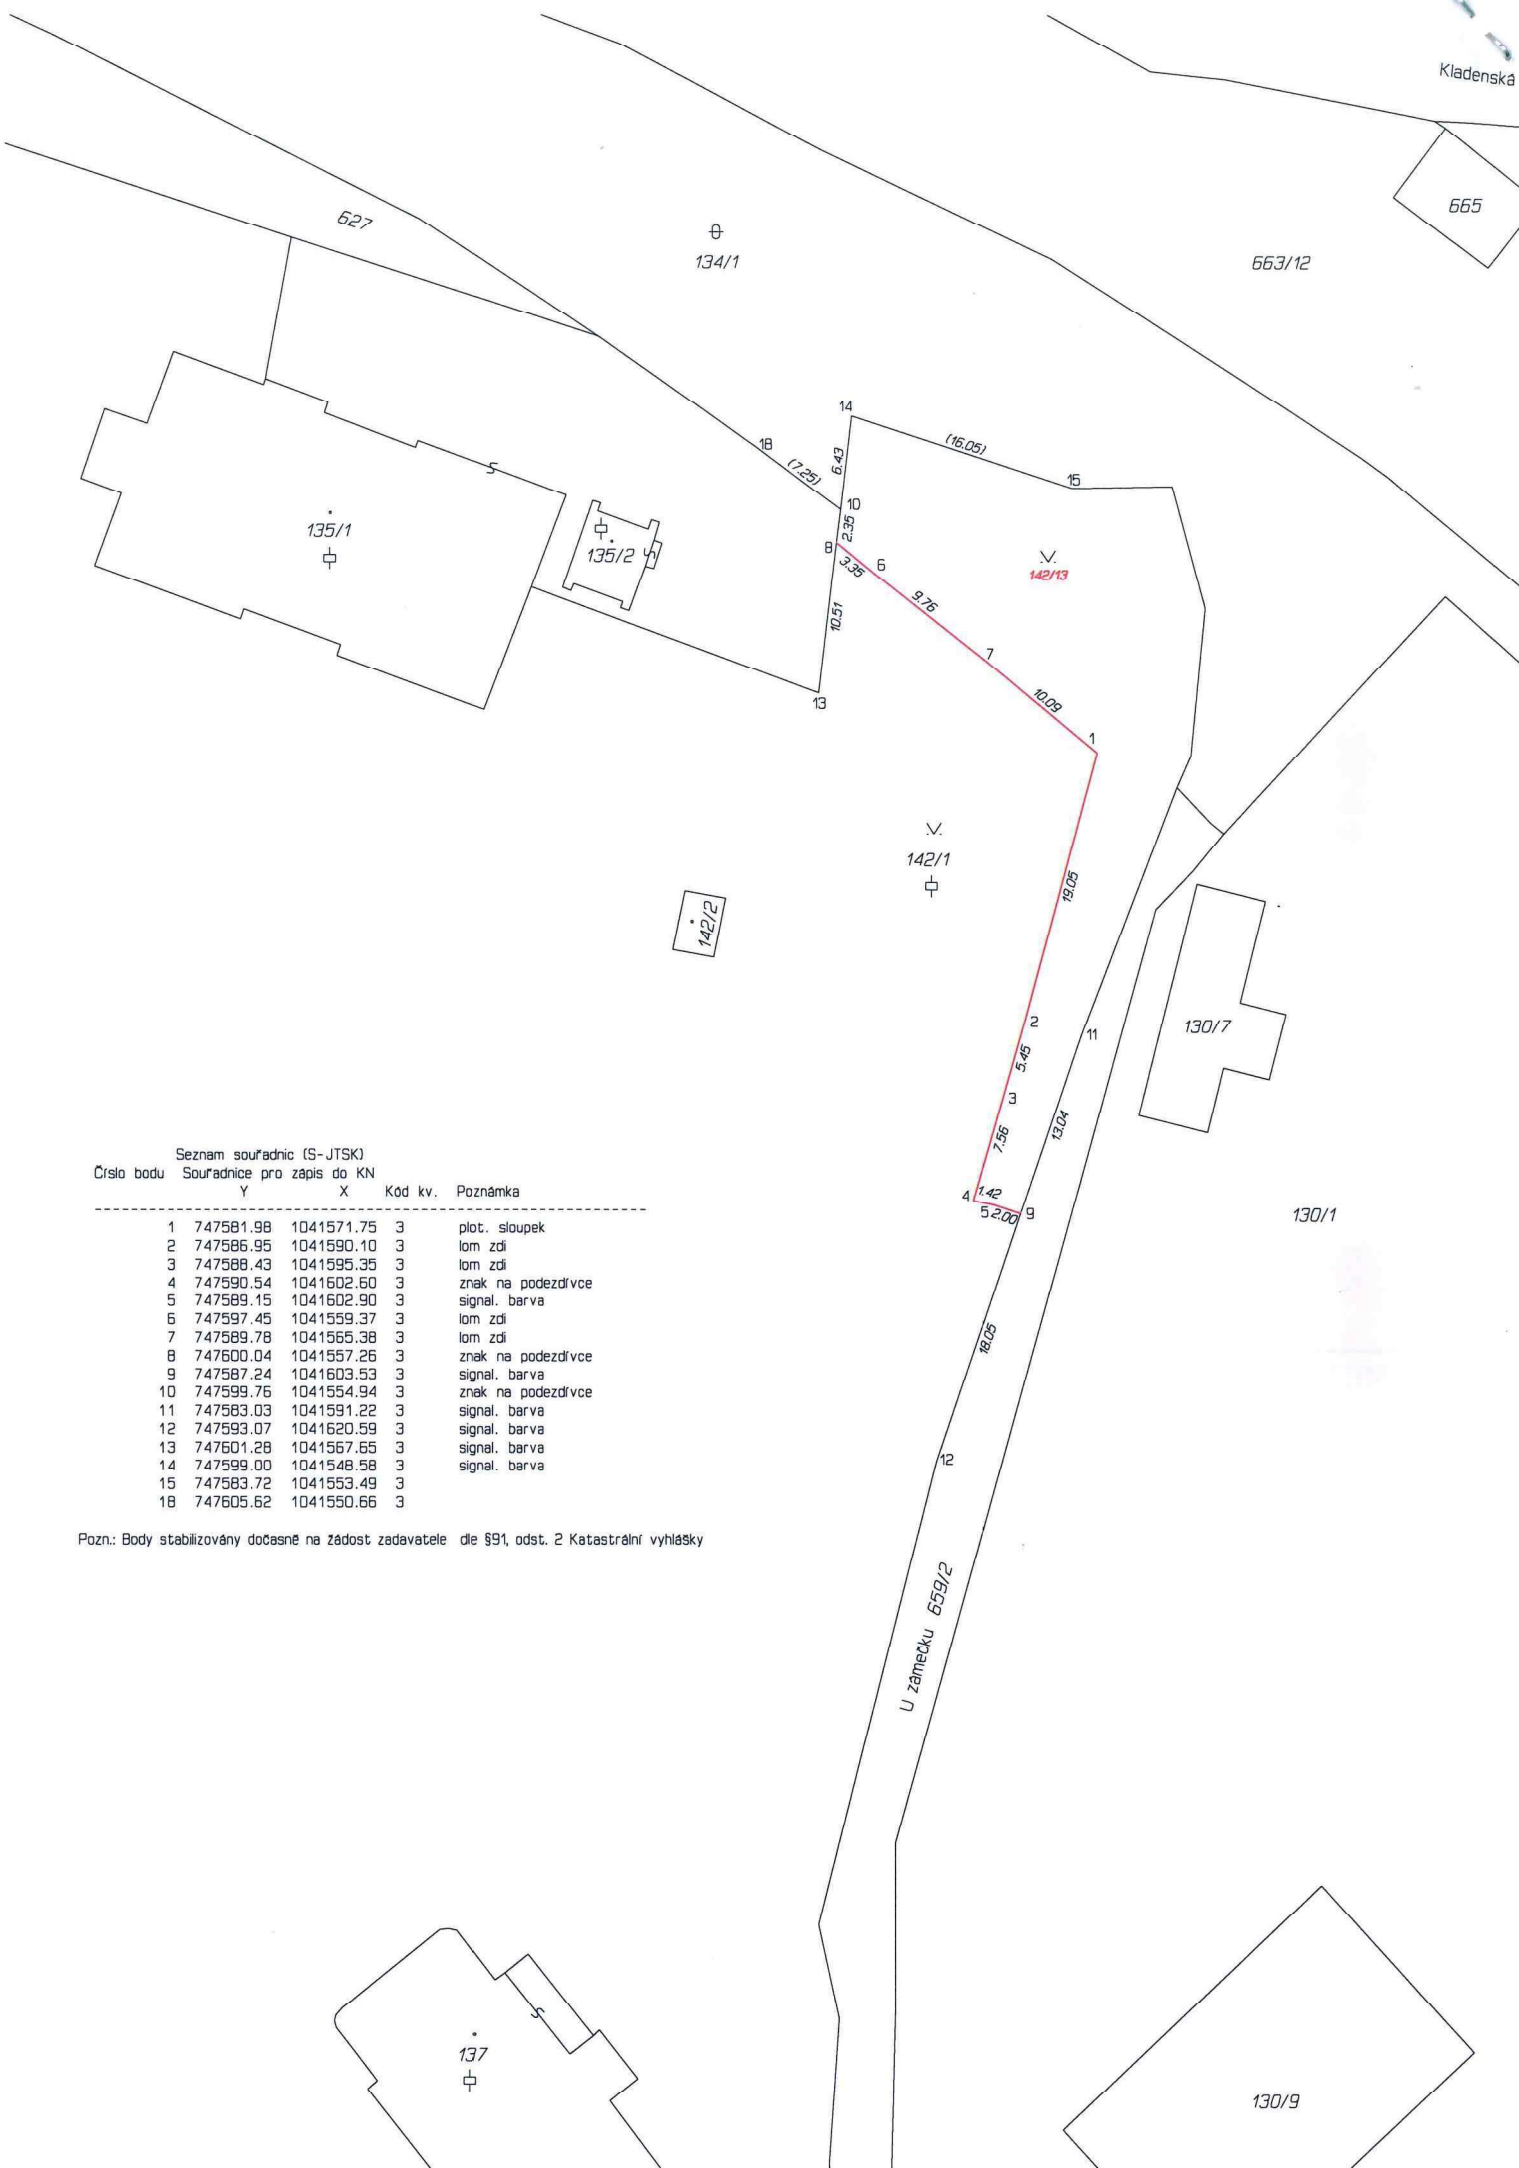 Kladenská
665
627
134/1
663/12
14
(16.05)
18
(7.25)
6.43
15
10
2.35
135/1
135/2
8
3.35
6
142/13
9.76
10.51
7
10.09
13
1
142/1
19.05
142/2
2
11
130/7
5.45
3
13.04
7.56
4
1.42
5
2.00
9
130/1
Seznam souřadnic (S-JTSK)
Číslo bodu Souřadnice pro zápis do KN
Y X Kód kv. Poznámka
1 747581.98 1041571.75 3 plot. sloupek
2 747586.95 1041590.10 3 lom zdi
3 747588.43 1041595.35 3 lom zdi
4 747590.54 1041602.60 3 znak na podezdívce
5 747589.15 1041602.90 3 signal. barva
6 747597.45 1041559.37 3 lom zdi
7 747589.78 1041565.38 3 lom zdi
8 747600.04 1041557.26 3 znak na podezdívce
9 747587.24 1041603.53 3 signal. barva
10 747599.76 1041554.94 3 znak na podezdívce
11 747583.03 1041591.22 3 signal. barva
12 747593.07 1041620.59 3 signal. barva
13 747601.28 1041567.65 3 signal. barva
14 747599.00 1041548.58 3 signal. barva
15 747583.72 1041553.49 3
18 747605.62 1041550.66 3
Pozn.: Body stabilizovány dočasně na žádost zadavatele dle §91, odst. 2 Katastrální vyhlášky
18.05
12
U zámečku 659/2
137
130/9